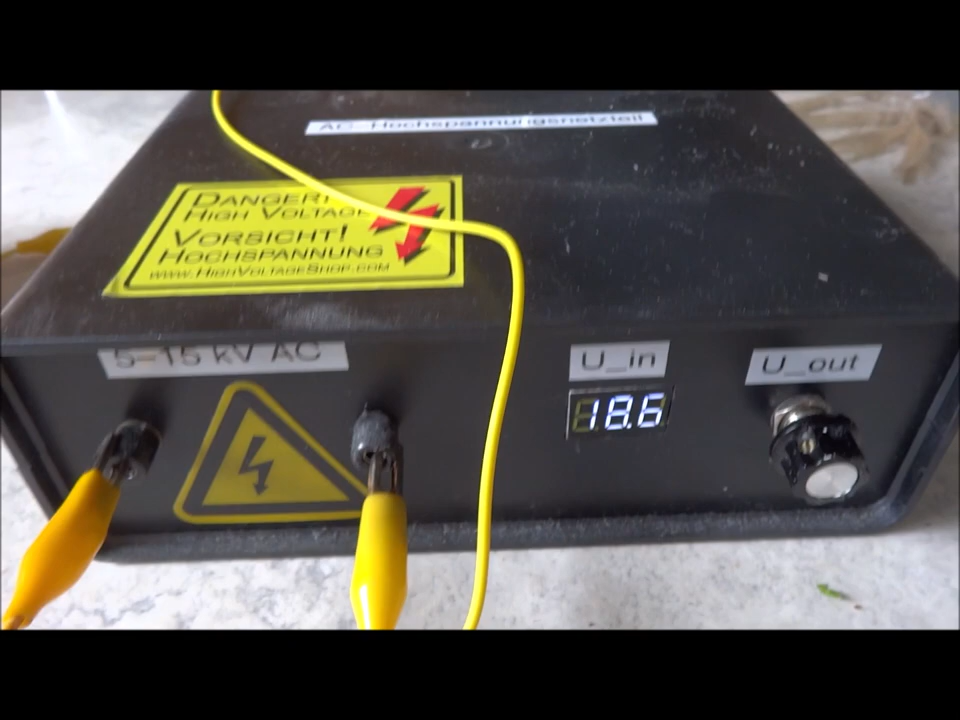 AC-Hochspannungsnetzteil
DANGER!
HIGH VOLTAGE
VORSICHT!
HOCHSPANNUNG
WWW.HIGHVOLTAGESHOP.COM
5-15 kV AC
U_in
U_out
18.6